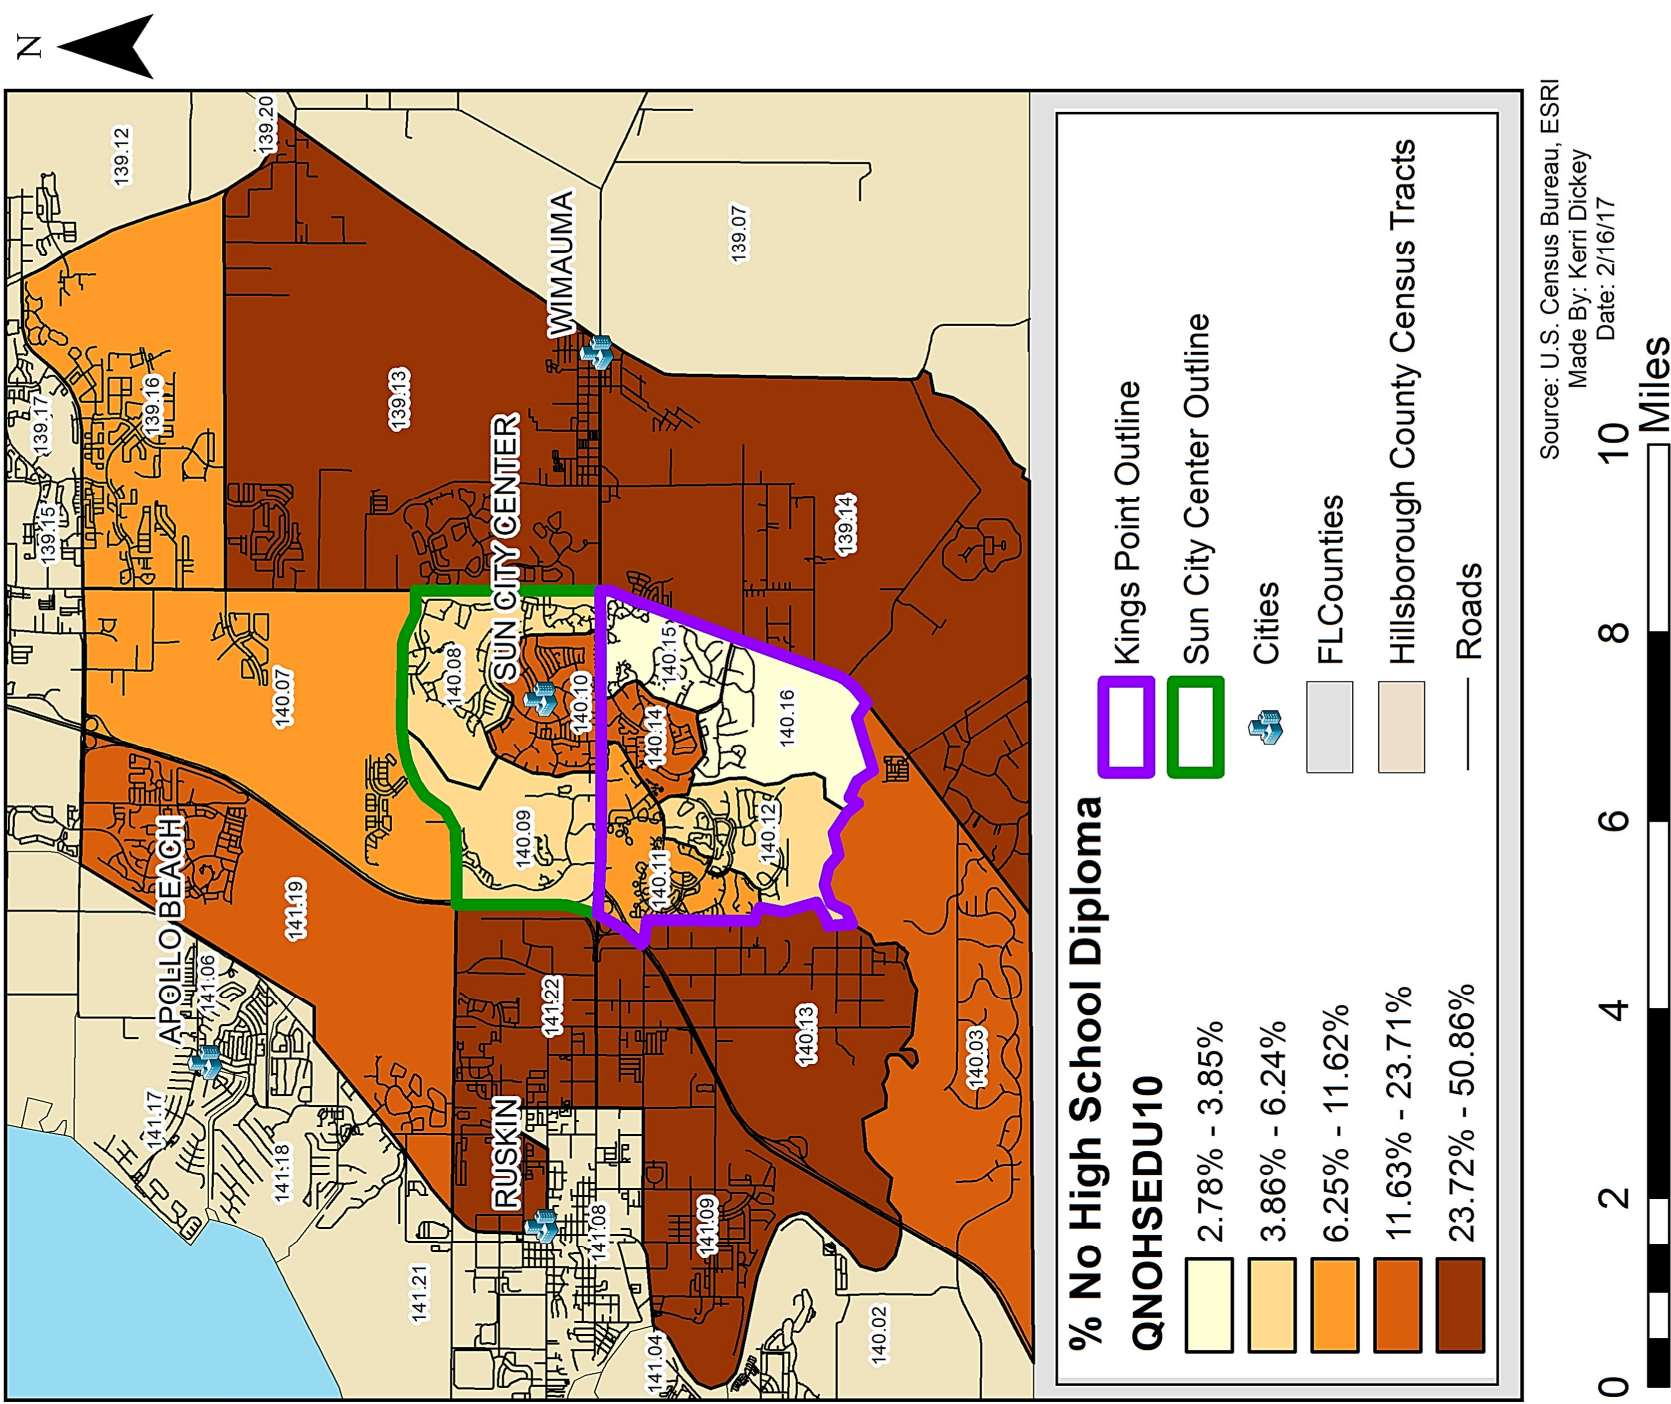 N
139.12
139.20
139.17
139.15
139.16
139.13
WIMAUMA
139.07
SUN CITY CENTER
139.14
140.07
140.08
140.10
140.15
140.14
140.16
140.09
140.11
140.12
APOLLO BEACH
141.19
141.06
141.17
141.18
141.22
140.13
140.03
RUSKIN
141.21
141.08
141.09
141.04
140.02
% No High School Diploma
QNOHSEDU10
2.78% - 3.85%
3.86% - 6.24%
6.25% - 11.62%
11.63% - 23.71%
23.72% - 50.86%
Kings Point Outline
Sun City Center Outline
Cities
FLCounties
Hillsborough County Census Tracts
Roads
Source: U.S. Census Bureau, ESRI
Made By: Kerri Dickey
Date: 2/16/17
0 2 4 6 8 10
Miles